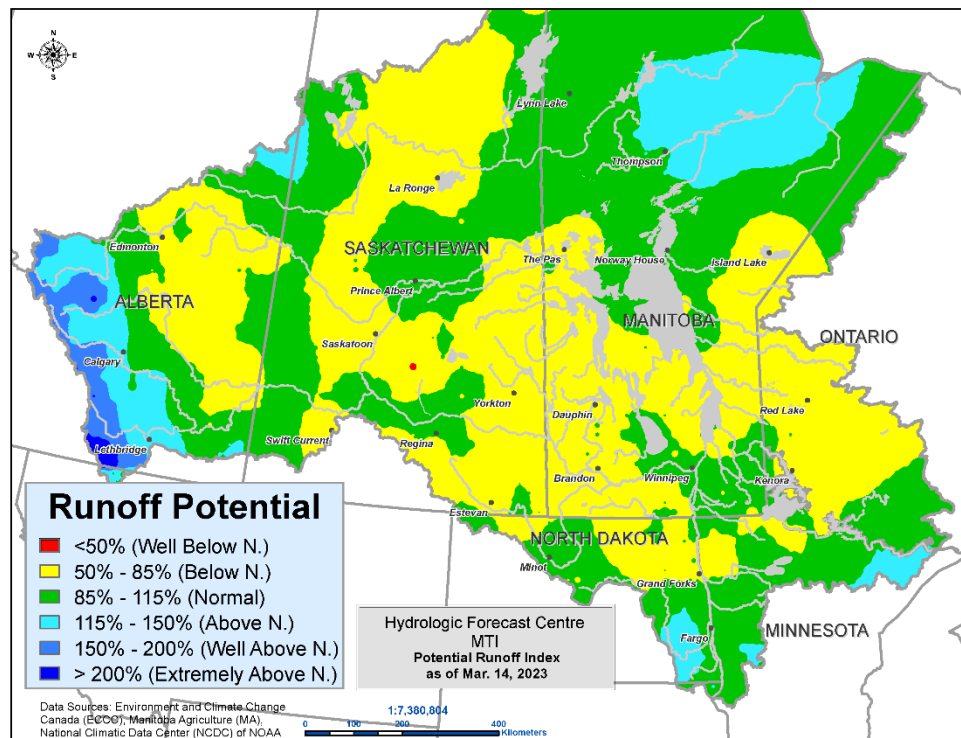 N
W E
S
Lynn Lake
Thompson
La Ronge
Edmonton
SASKATCHEWAN
The Pas
Norway House
Island Lake
Prince Albert
ALBERTA
MANITOBA
ONTARIO
Saskatoon
Calgary
Yorkton
Dauphin
Red Lake
Swift Current
Regina
Lethbridge
Brandon
Winnipeg
Kenora
Estevan
NORTH DAKOTA
Minot
Grand Forks
Fargo
MINNESOTA
Runoff Potential
<50% (Well Below N.)
50% - 85% (Below N.)
85% - 115% (Normal)
115% - 150% (Above N.)
150% - 200% (Well Above N.)
> 200% (Extremely Above N.)
Hydrologic Forecast Centre
MTI
Potential Runoff Index
as of Mar. 14, 2023
Data Sources: Environment and Climate Change
Canada (ECCC), Manitoba Agriculture (MA),
National Climatic Data Center (NCDC) of NOAA
1:7,380,804
0 100 200 400
Kilometers